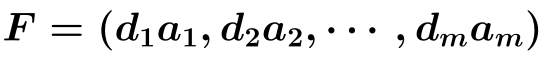 F = (d₁a₁, d₂a₂, ⋯ , dₘaₘ)